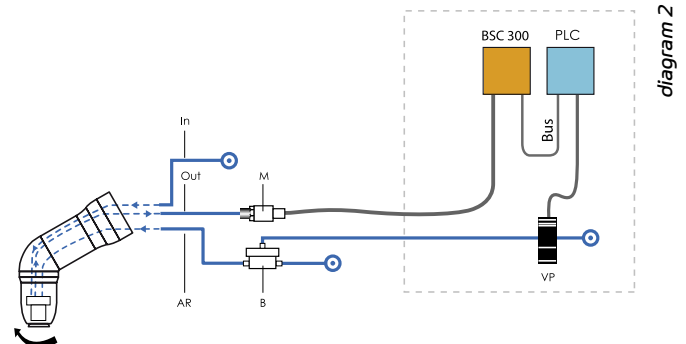 diagram 2
BSC 300
PLC
Bus
In
Out
M
VP
AR
B